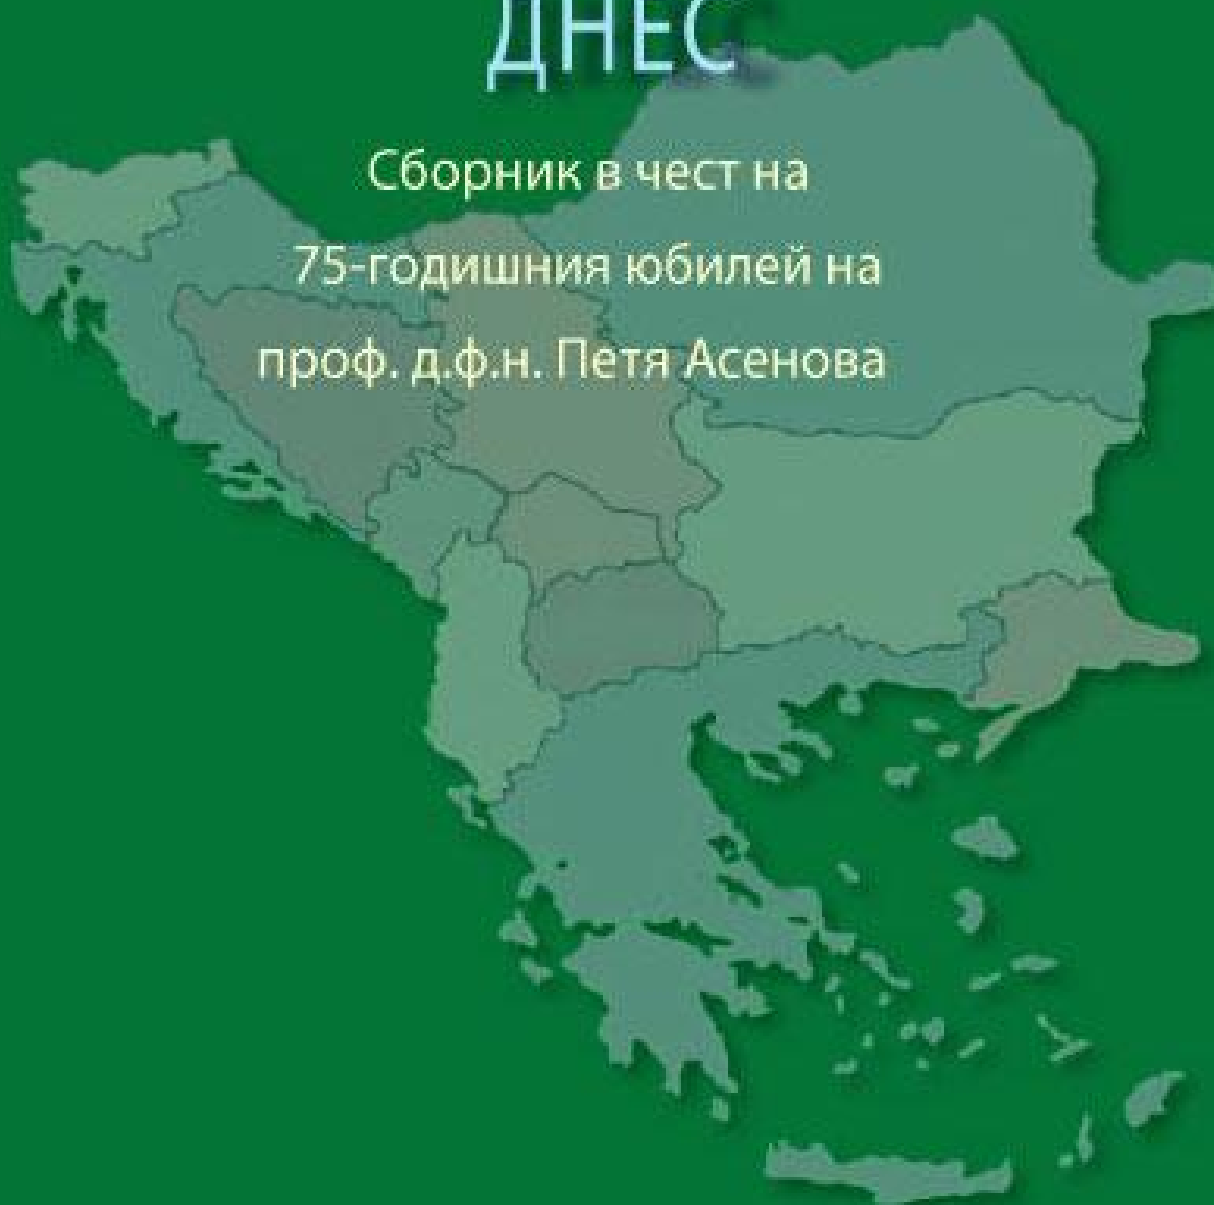 ДНЕС
Сборник в чест на
75-годишния юбилей на
проф. д.ф.н. Петя Асенова